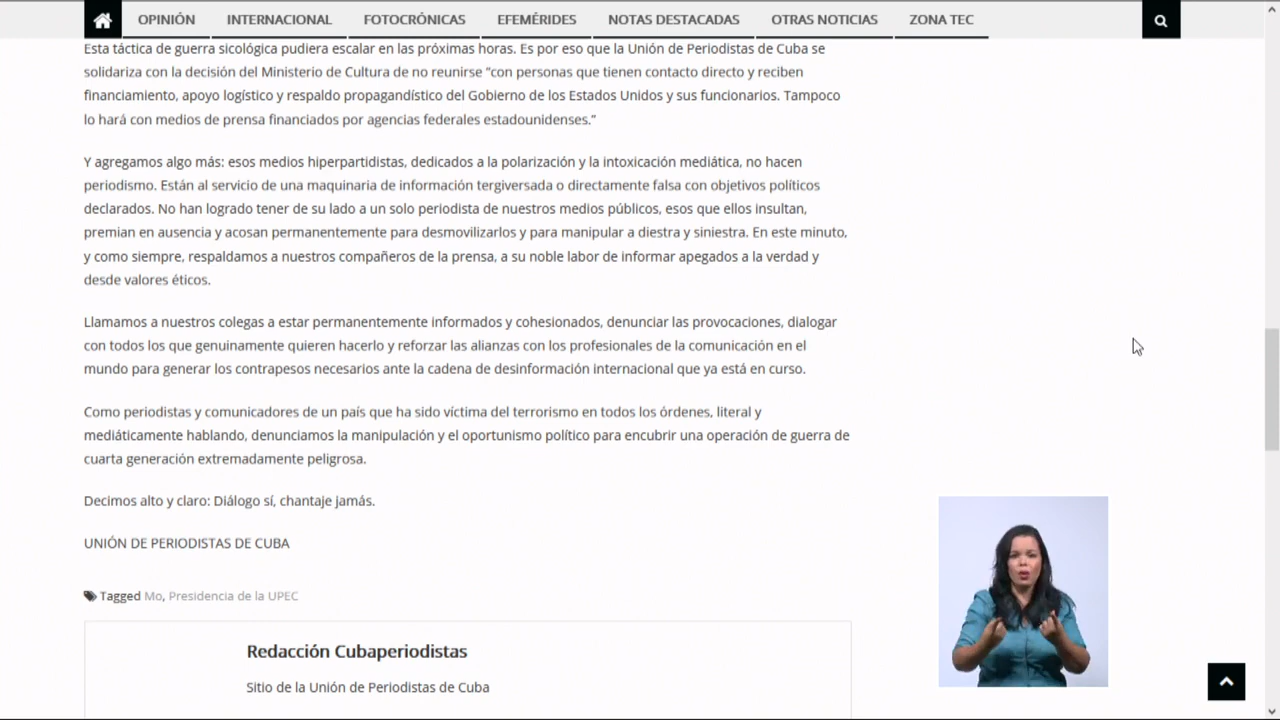 OPINIÓN INTERNACIONAL FOTOCRÓNICAS EFEMÉRIDES NOTAS DESTACADAS OTRAS NOTICIAS ZONA TEC
Esta táctica de guerra sicológica pudiera escalar en las próximas horas. Es por eso que la Unión de Periodistas de Cuba se
solidariza con la decisión del Ministerio de Cultura de no reunirse “con personas que tienen contacto directo y reciben
financiamiento, apoyo logístico y respaldo propagandístico del Gobierno de los Estados Unidos y sus funcionarios. Tampoco
lo hará con medios de prensa financiados por agencias federales estadounidenses.”
Y agregamos algo más: esos medios hiperpartidistas, dedicados a la polarización y la intoxicación mediática, no hacen
periodismo. Están al servicio de una maquinaria de información tergiversada o directamente falsa con objetivos políticos
declarados. No han logrado tener de su lado a un solo periodista de nuestros medios públicos, esos que ellos insultan,
premian en ausencia y acosan permanentemente para desmovilizarlos y para manipular a diestra y siniestra. En este minuto,
y como siempre, respaldamos a nuestros compañeros de la prensa, a su noble labor de informar apegados a la verdad y
desde valores éticos.
Llamamos a nuestros colegas a estar permanentemente informados y cohesionados, denunciar las provocaciones, dialogar
con todos los que genuinamente quieren hacerlo y reforzar las alianzas con los profesionales de la comunicación en el
mundo para generar los contrapesos necesarios ante la cadena de desinformación internacional que ya está en curso.
Como periodistas y comunicadores de un país que ha sido víctima del terrorismo en todos los órdenes, literal y
mediáticamente hablando, denunciamos la manipulación y el oportunismo político para encubrir una operación de guerra de
cuarta generación extremadamente peligrosa.
Decimos alto y claro: Diálogo sí, chantaje jamás.
UNIÓN DE PERIODISTAS DE CUBA
Tagged Mo, Presidencia de la UPEC
Redacción Cubaperiodistas
Sitio de la Unión de Periodistas de Cuba